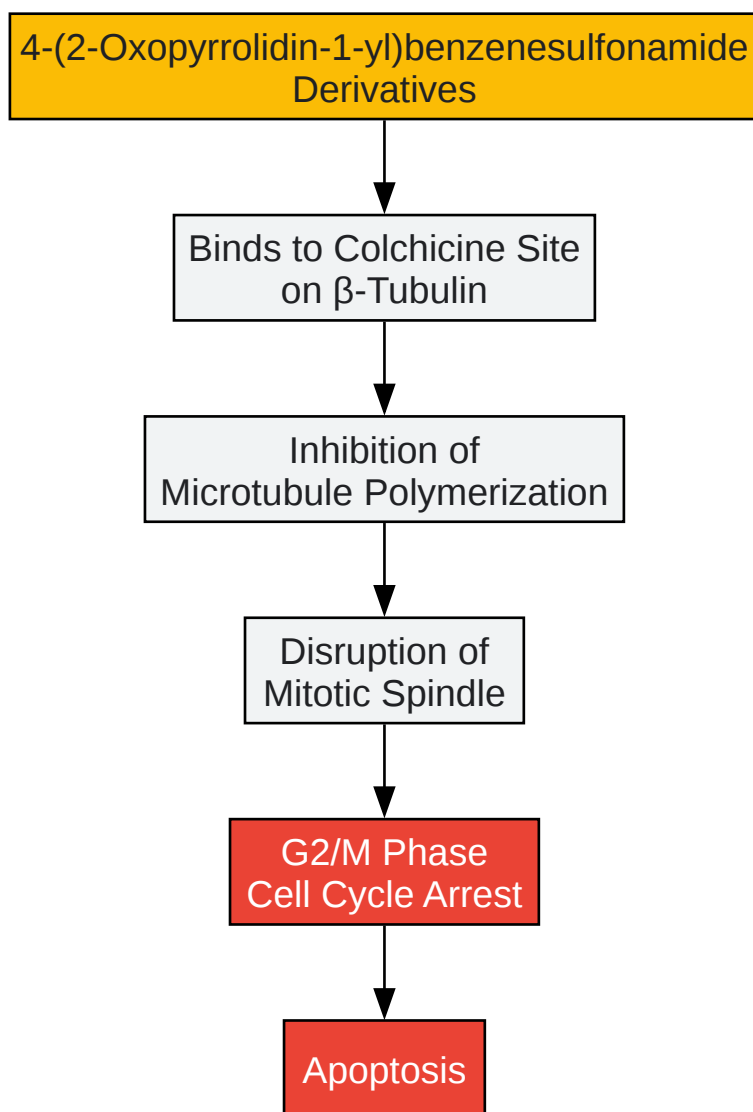 4-(2-Oxopyrrolidin-1-yl)benzenesulfonamide
Derivatives
Binds to Colchicine Site
on β-Tubulin
Inhibition of
Microtubule Polymerization
Disruption of
Mitotic Spindle
G2/M Phase
Cell Cycle Arrest
Apoptosis